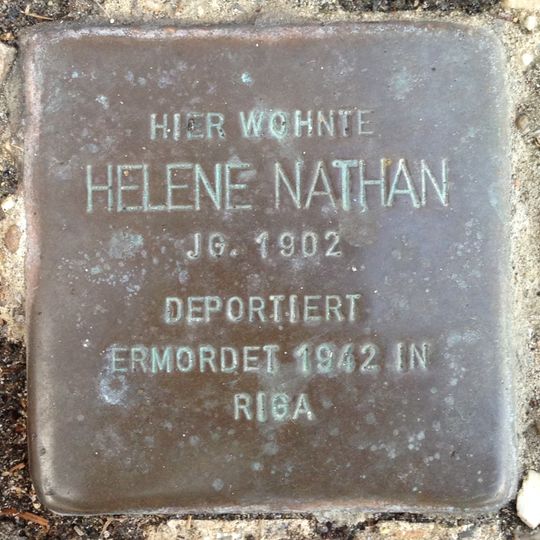 HIER WOHNTE
HELENE NATHAN
JG. 1902
DEPORTIERT
ERMORDET 1942 IN
RIGA